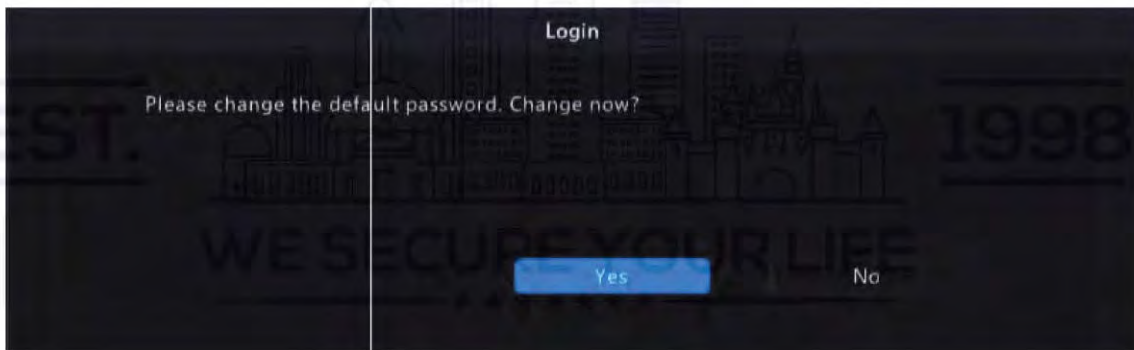 Login
Please change the default password. Change now?
EST.
1998
WE SECURE YOUR LIFE
Yes
No